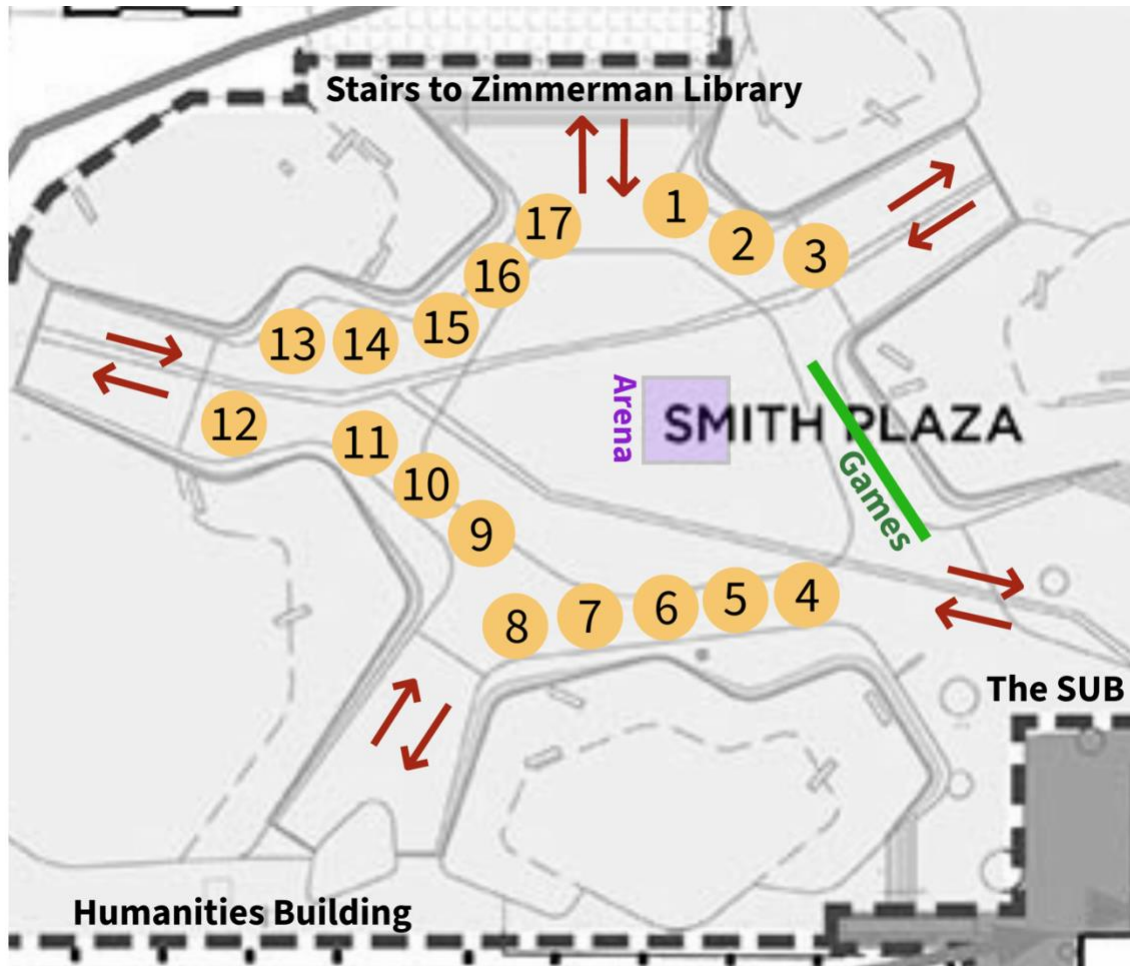 Stairs to Zimmerman Library
1
17
2
3
16
15
13
14
Arena
SMITH PLAZA
12
11
Games
10
9
4
5
6
7
8
The SUB
Humanities Building